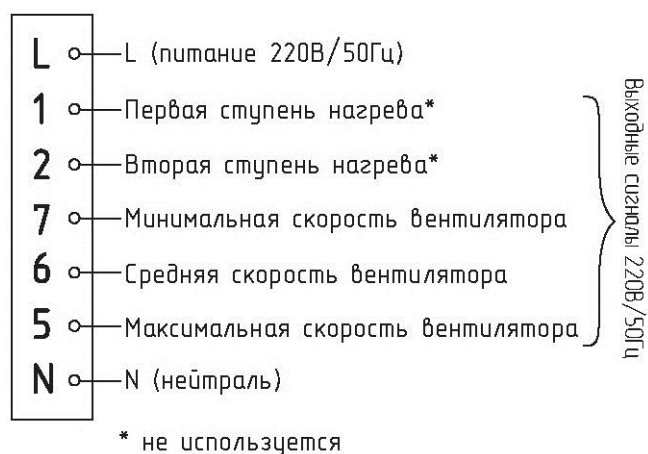 L L (питание 220В/50Гц)
1 Первая ступень нагрева*
2 Вторая ступень нагрева*
7 Минимальная скорость вентилятора
6 Средняя скорость вентилятора
5 Максимальная скорость вентилятора
N N (нейтраль)
Выходные сигналы 220В/50Гц
* не используется